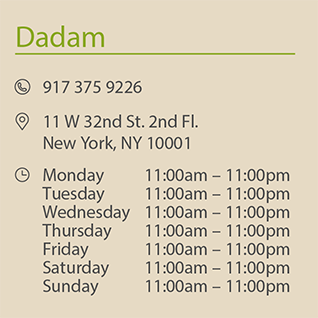 Dadam
917 375 9226
11 W 32nd St. 2nd Fl.
New York, NY 10001
Monday 11:00am – 11:00pm
Tuesday 11:00am – 11:00pm
Wednesday 11:00am – 11:00pm
Thursday 11:00am – 11:00pm
Friday 11:00am – 11:00pm
Saturday 11:00am – 11:00pm
Sunday 11:00am – 11:00pm